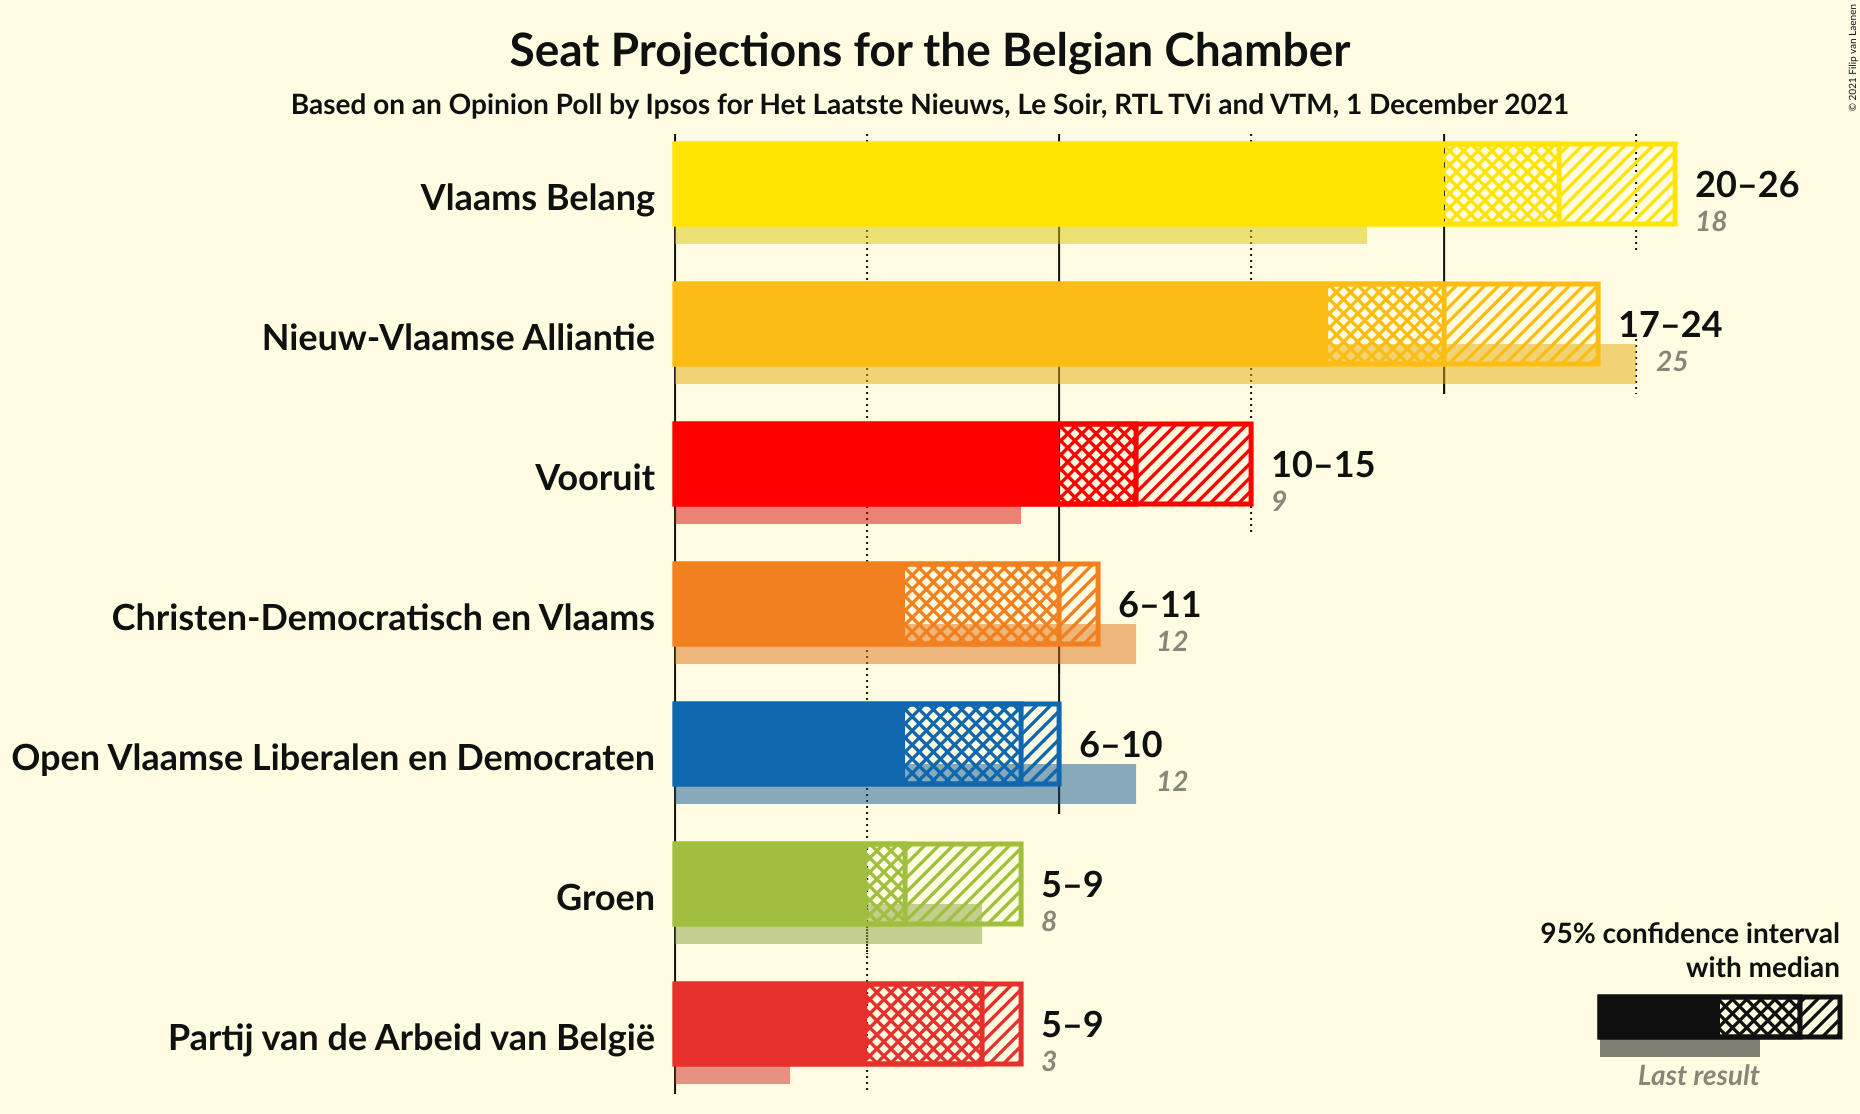 Seat Projections for the Belgian Chamber
Based on an Opinion Poll by Ipsos for Het Laatste Nieuws, Le Soir, RTL TVi and VTM, 1 December 2021
© 2021 Filip van Laenen
Vlaams Belang
20–26
18
Nieuw-Vlaamse Alliantie
17–24
25
Vooruit
10–15
9
Christen-Democratisch en Vlaams
6–11
12
Open Vlaamse Liberalen en Democraten
6–10
12
Groen
5–9
8
Partij van de Arbeid van België
5–9
3
95% confidence interval
with median
Last result